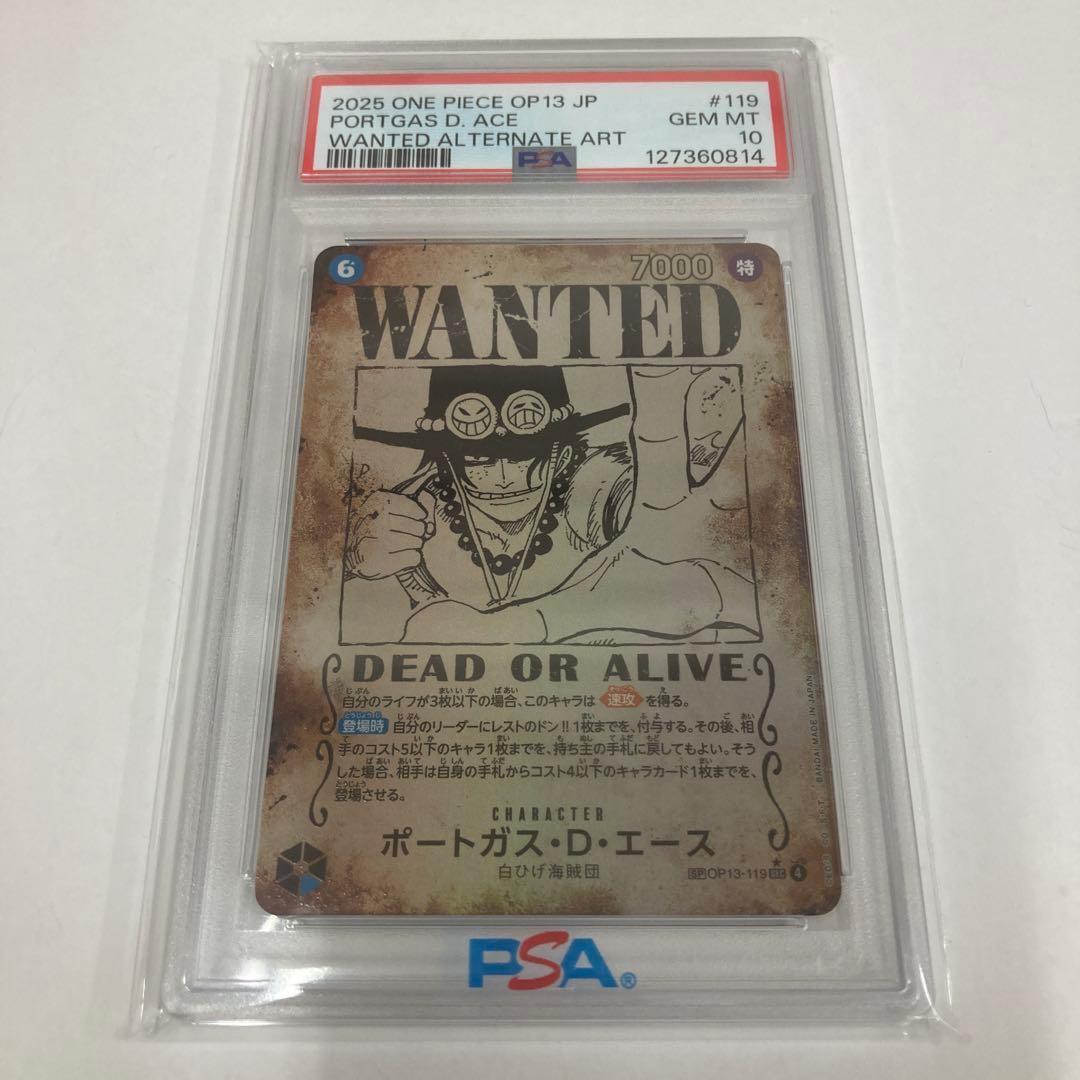 2025 ONE PIECE OP13 JP #119
PORTGAS D. ACE GEM MT
WANTED ALTERNATE ART 10
PSA 127360814
6 7000 特
WANTED
DEAD OR ALIVE
自分のライフが3枚以下の場合、このキャラは 速攻 を得る。
登場時 自分のリーダーにレストのドン!!1枚までを、付与する。その後、相
手のコスト5以下のキャラ1枚までを、持ち主の手札に戻してもよい。そう
した場合、相手は自身の手札からコスト4以下のキャラカード1枚までを、
登場させる。
CHARACTER
ポートガス・D・エース
白ひげ海賊団
SP OP13-119 SEC 4
BANDAI MADE IN JAPAN
PSA